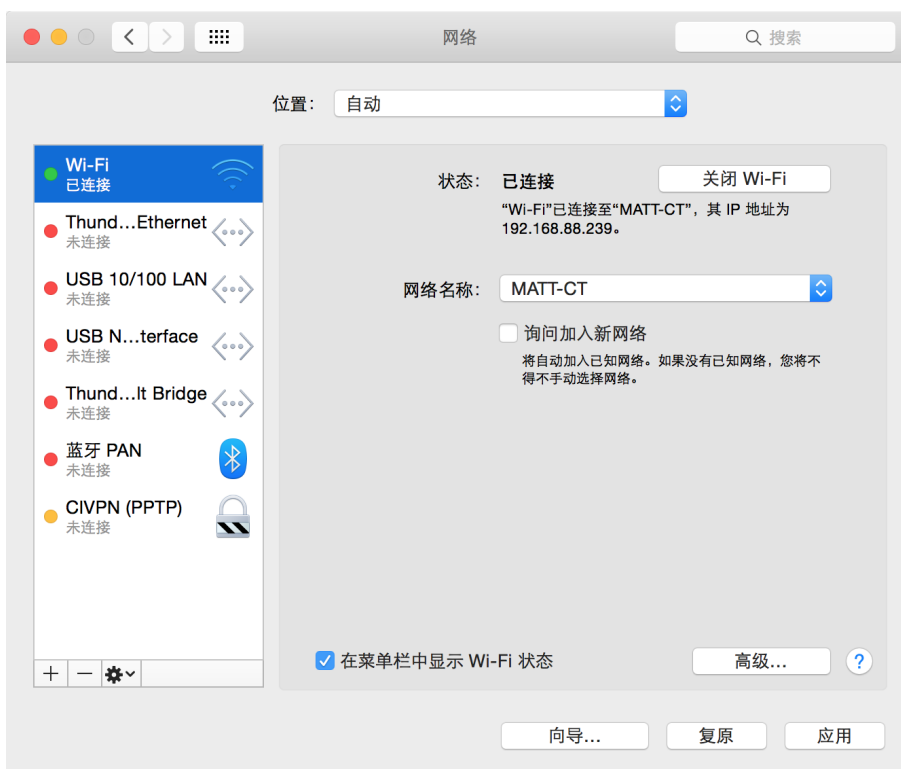 网络
搜索
位置：
自动
Wi-Fi
已连接
Thund…Ethernet
未连接
USB 10/100 LAN
未连接
USB N…terface
未连接
Thund…lt Bridge
未连接
蓝牙 PAN
未连接
CIVPN (PPTP)
未连接
状态：
已连接
关闭 Wi-Fi
“Wi-Fi”已连接至“MATT-CT”，其 IP 地址为
192.168.88.239。
网络名称：
MATT-CT
询问加入新网络
将自动加入已知网络。如果没有已知网络，您将不
得不手动选择网络。
在菜单栏中显示 Wi-Fi 状态
高级…
?
向导…
复原
应用